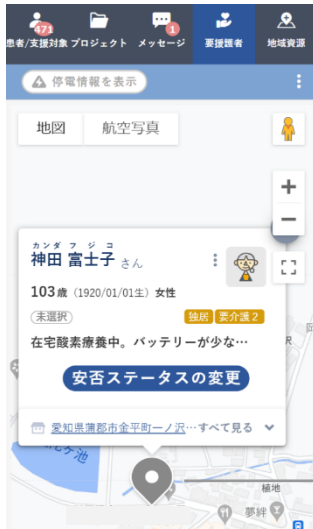 471
1
患者/支援対象 プロジェクト メッセージ 要援護者 地域資源
停電情報を表示
地図 航空写真
カンダ フジコ
神田 富士子 さん
103歳 (1920/01/01生) 女性
未選択 独居 要介護2
在宅酸素療養中。バッテリーが少な…
安否ステータスの変更
愛知県蒲郡市金平町一ノ沢…すべて見る
池
植地
夢絆